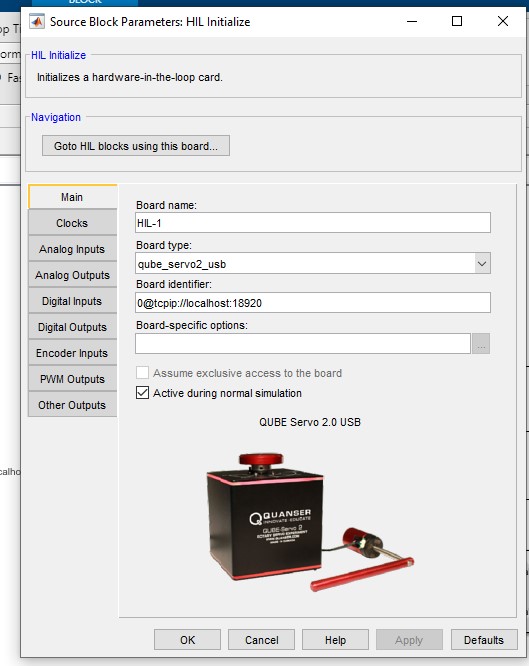 BLOCK
Source Block Parameters: HIL Initialize
HIL Initialize
Initializes a hardware-in-the-loop card.
Navigation
Goto HIL blocks using this board...
Main
Clocks
Analog Inputs
Analog Outputs
Digital Inputs
Digital Outputs
Encoder Inputs
PWM Outputs
Other Outputs
Board name:
HIL-1
Board type:
qube_servo2_usb
Board identifier:
0@tcpip://localhost:18920
Board-specific options:
...
Assume exclusive access to the board
Active during normal simulation
QUBE Servo 2.0 USB
QUANSER
INNOVATE·EDUCATE
QUBE-Servo 2
ROTARY SERVO EXPERIMENT
OK
Cancel
Help
Apply
Defaults